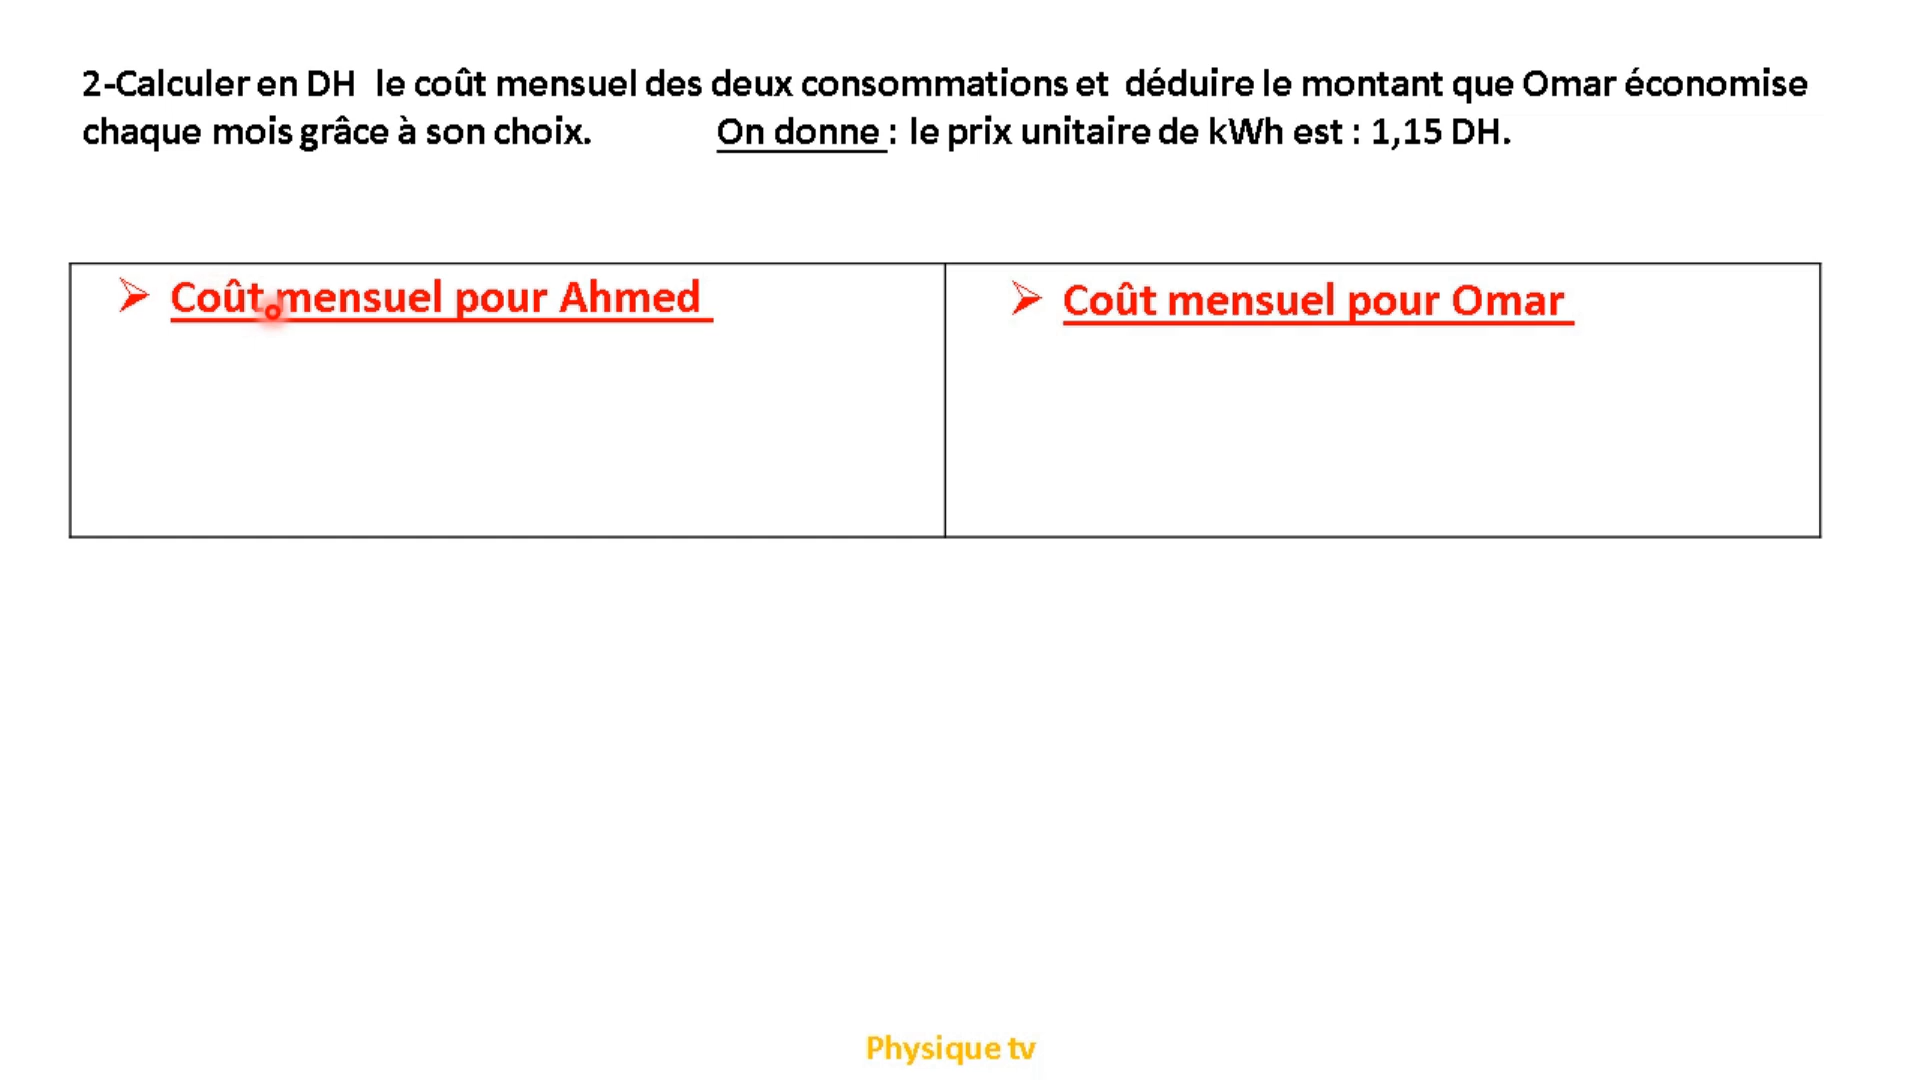 2-Calculer en DH le coût mensuel des deux consommations et déduire le montant que Omar économise
chaque mois grâce à son choix. On donne : le prix unitaire de kWh est : 1,15 DH.
Coût mensuel pour Ahmed
Coût mensuel pour Omar
Physique tv